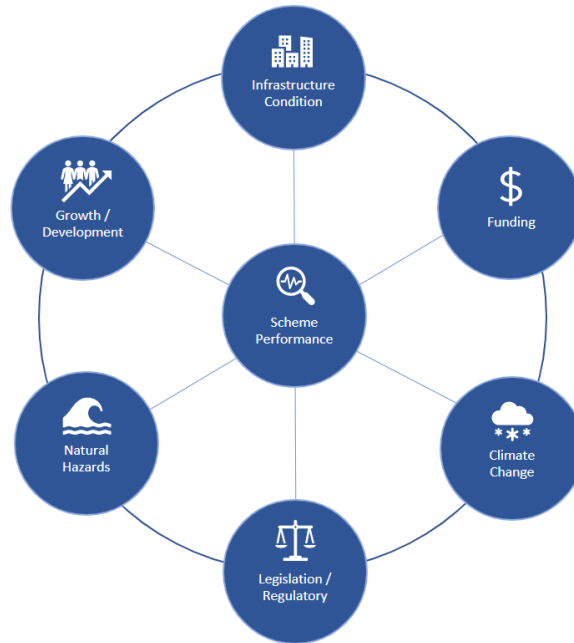 Infrastructure
Condition
Growth /
Development
$
Funding
Scheme
Performance
Natural
Hazards
Climate
Change
Legislation /
Regulatory